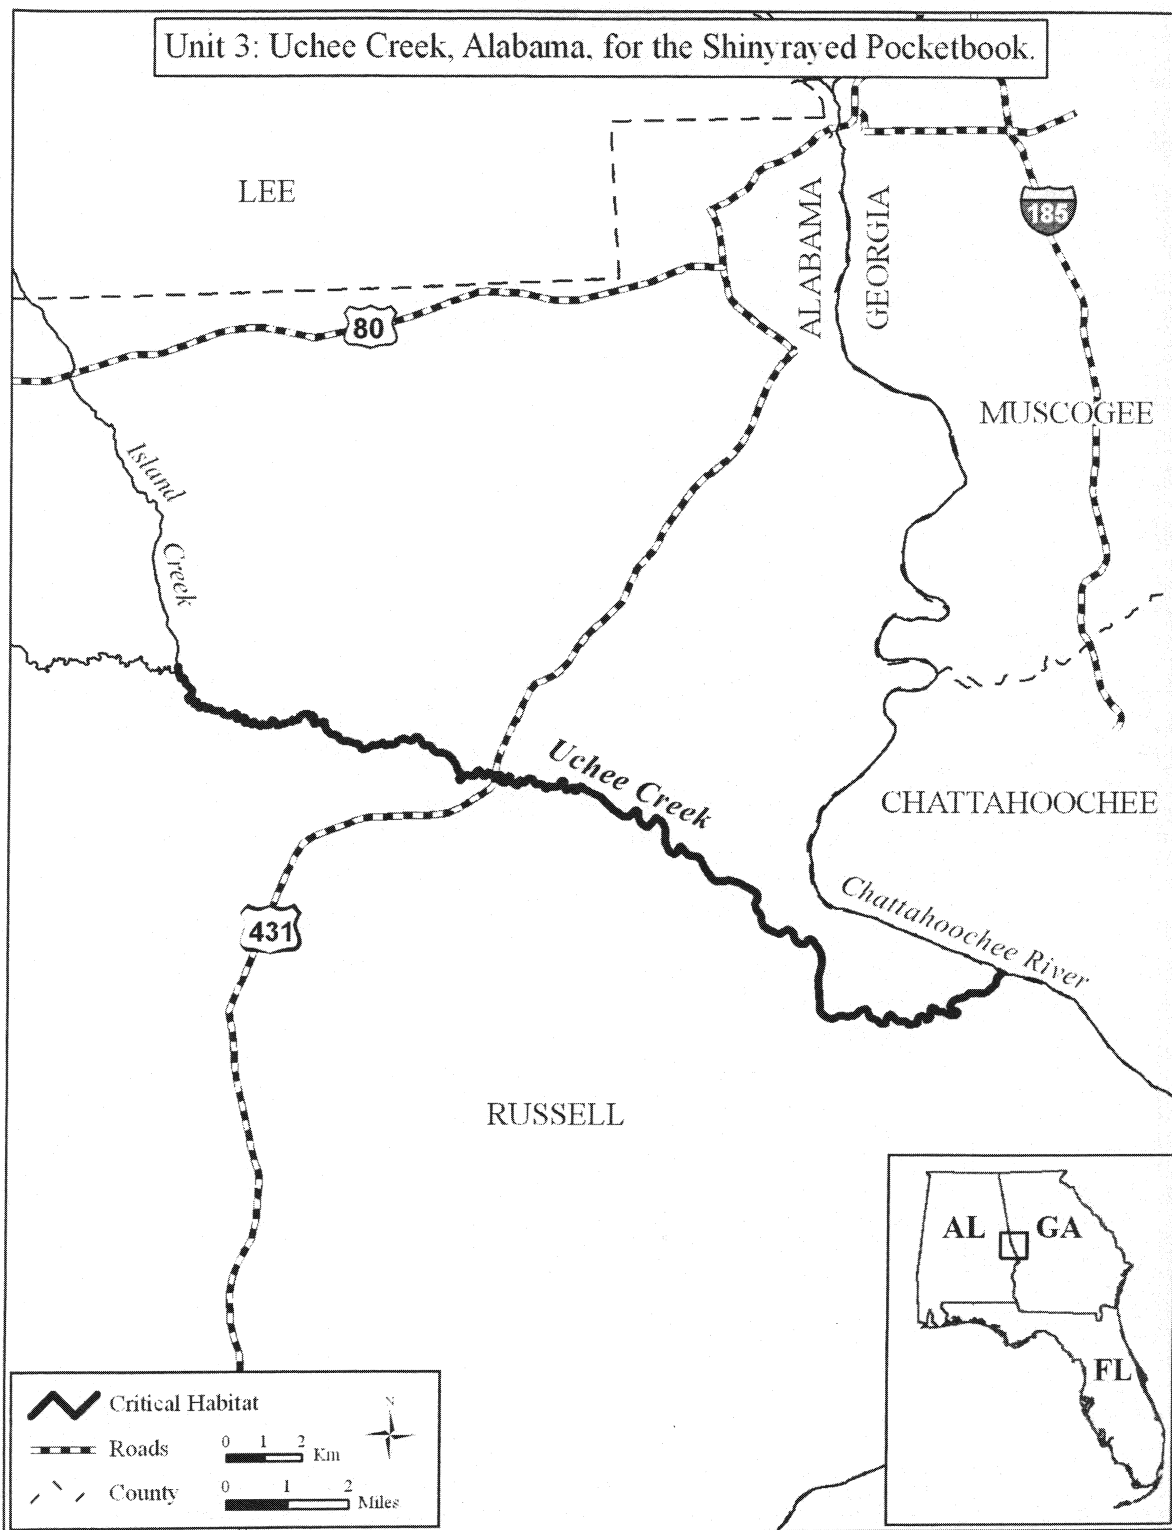 Unit 3: Uchee Creek, Alabama, for the Shinyrayed Pocketbook.
LEE
ALABAMA
GEORGIA
185
80
MUSCOGEE
Island
Creek
Uchee Creek
CHATTAHOOCHEE
Chattahoochee River
431
RUSSELL
AL
GA
FL
Critical Habitat
N
Roads
0 1 2
Km
County
0 1 2
Miles